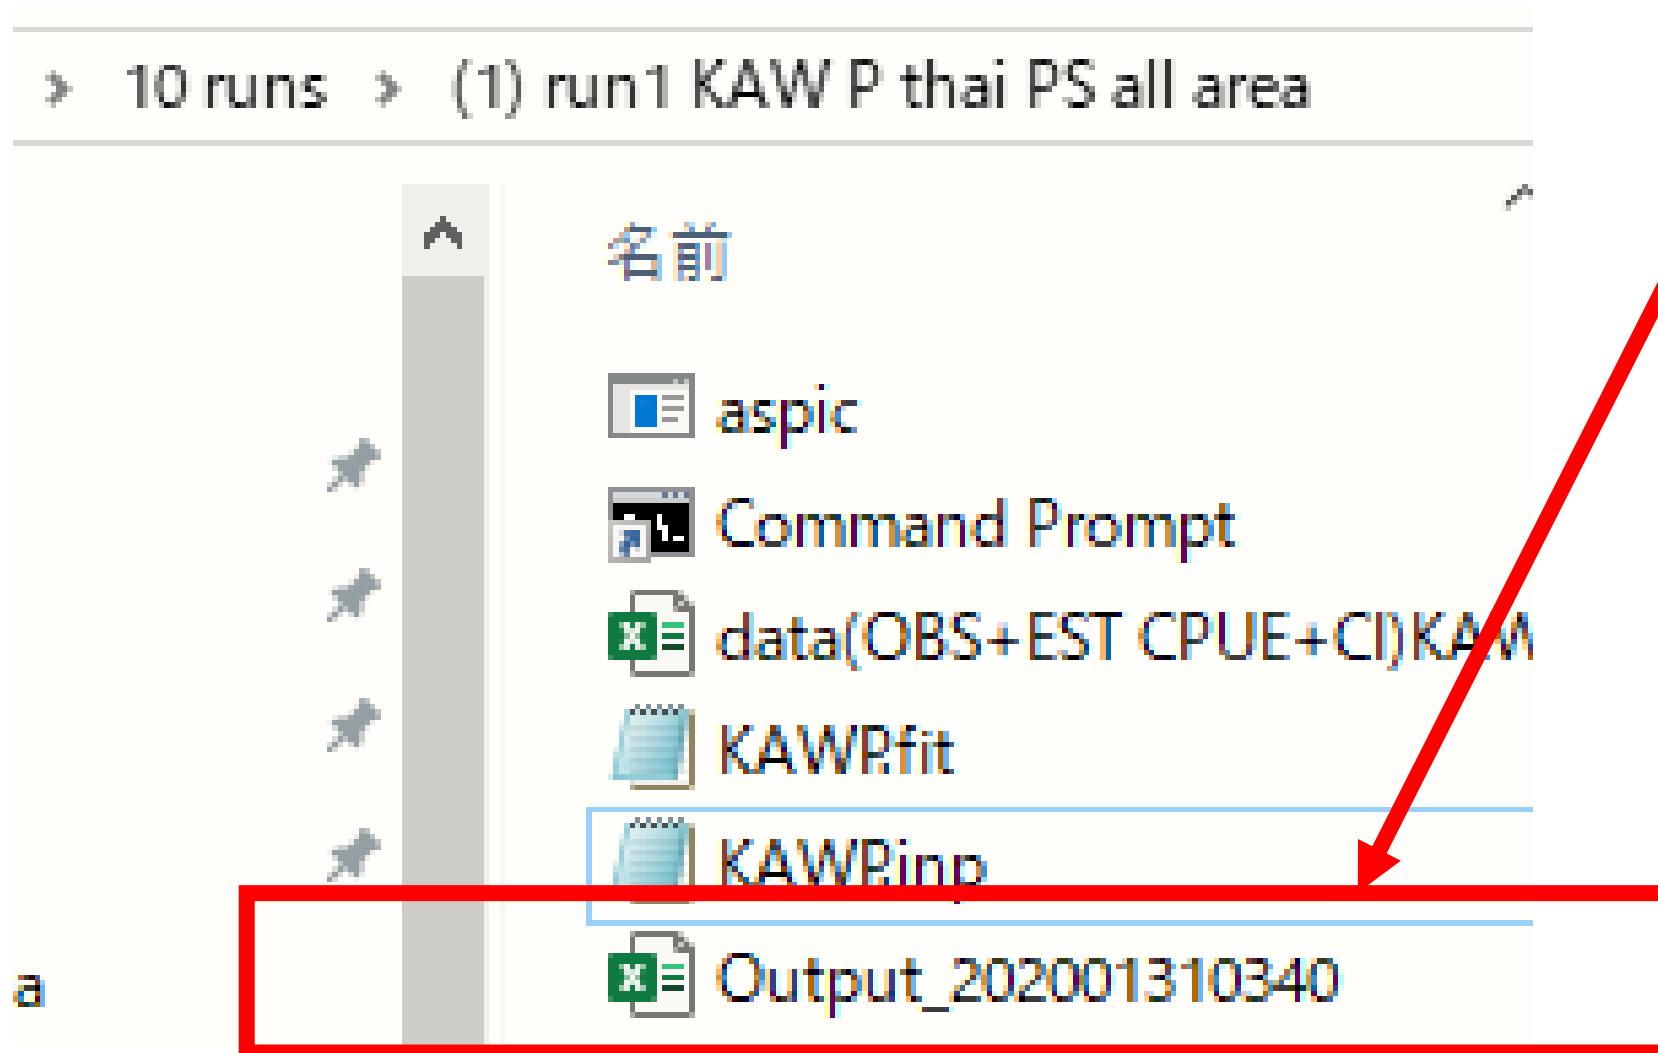 > 10 runs > (1) run1 KAW P thai PS all area
名前
aspic
Command Prompt
data(OBS+EST CPUE+CI)KAW
KAWP.fit
KAWP.inp
a
Output_202001310340